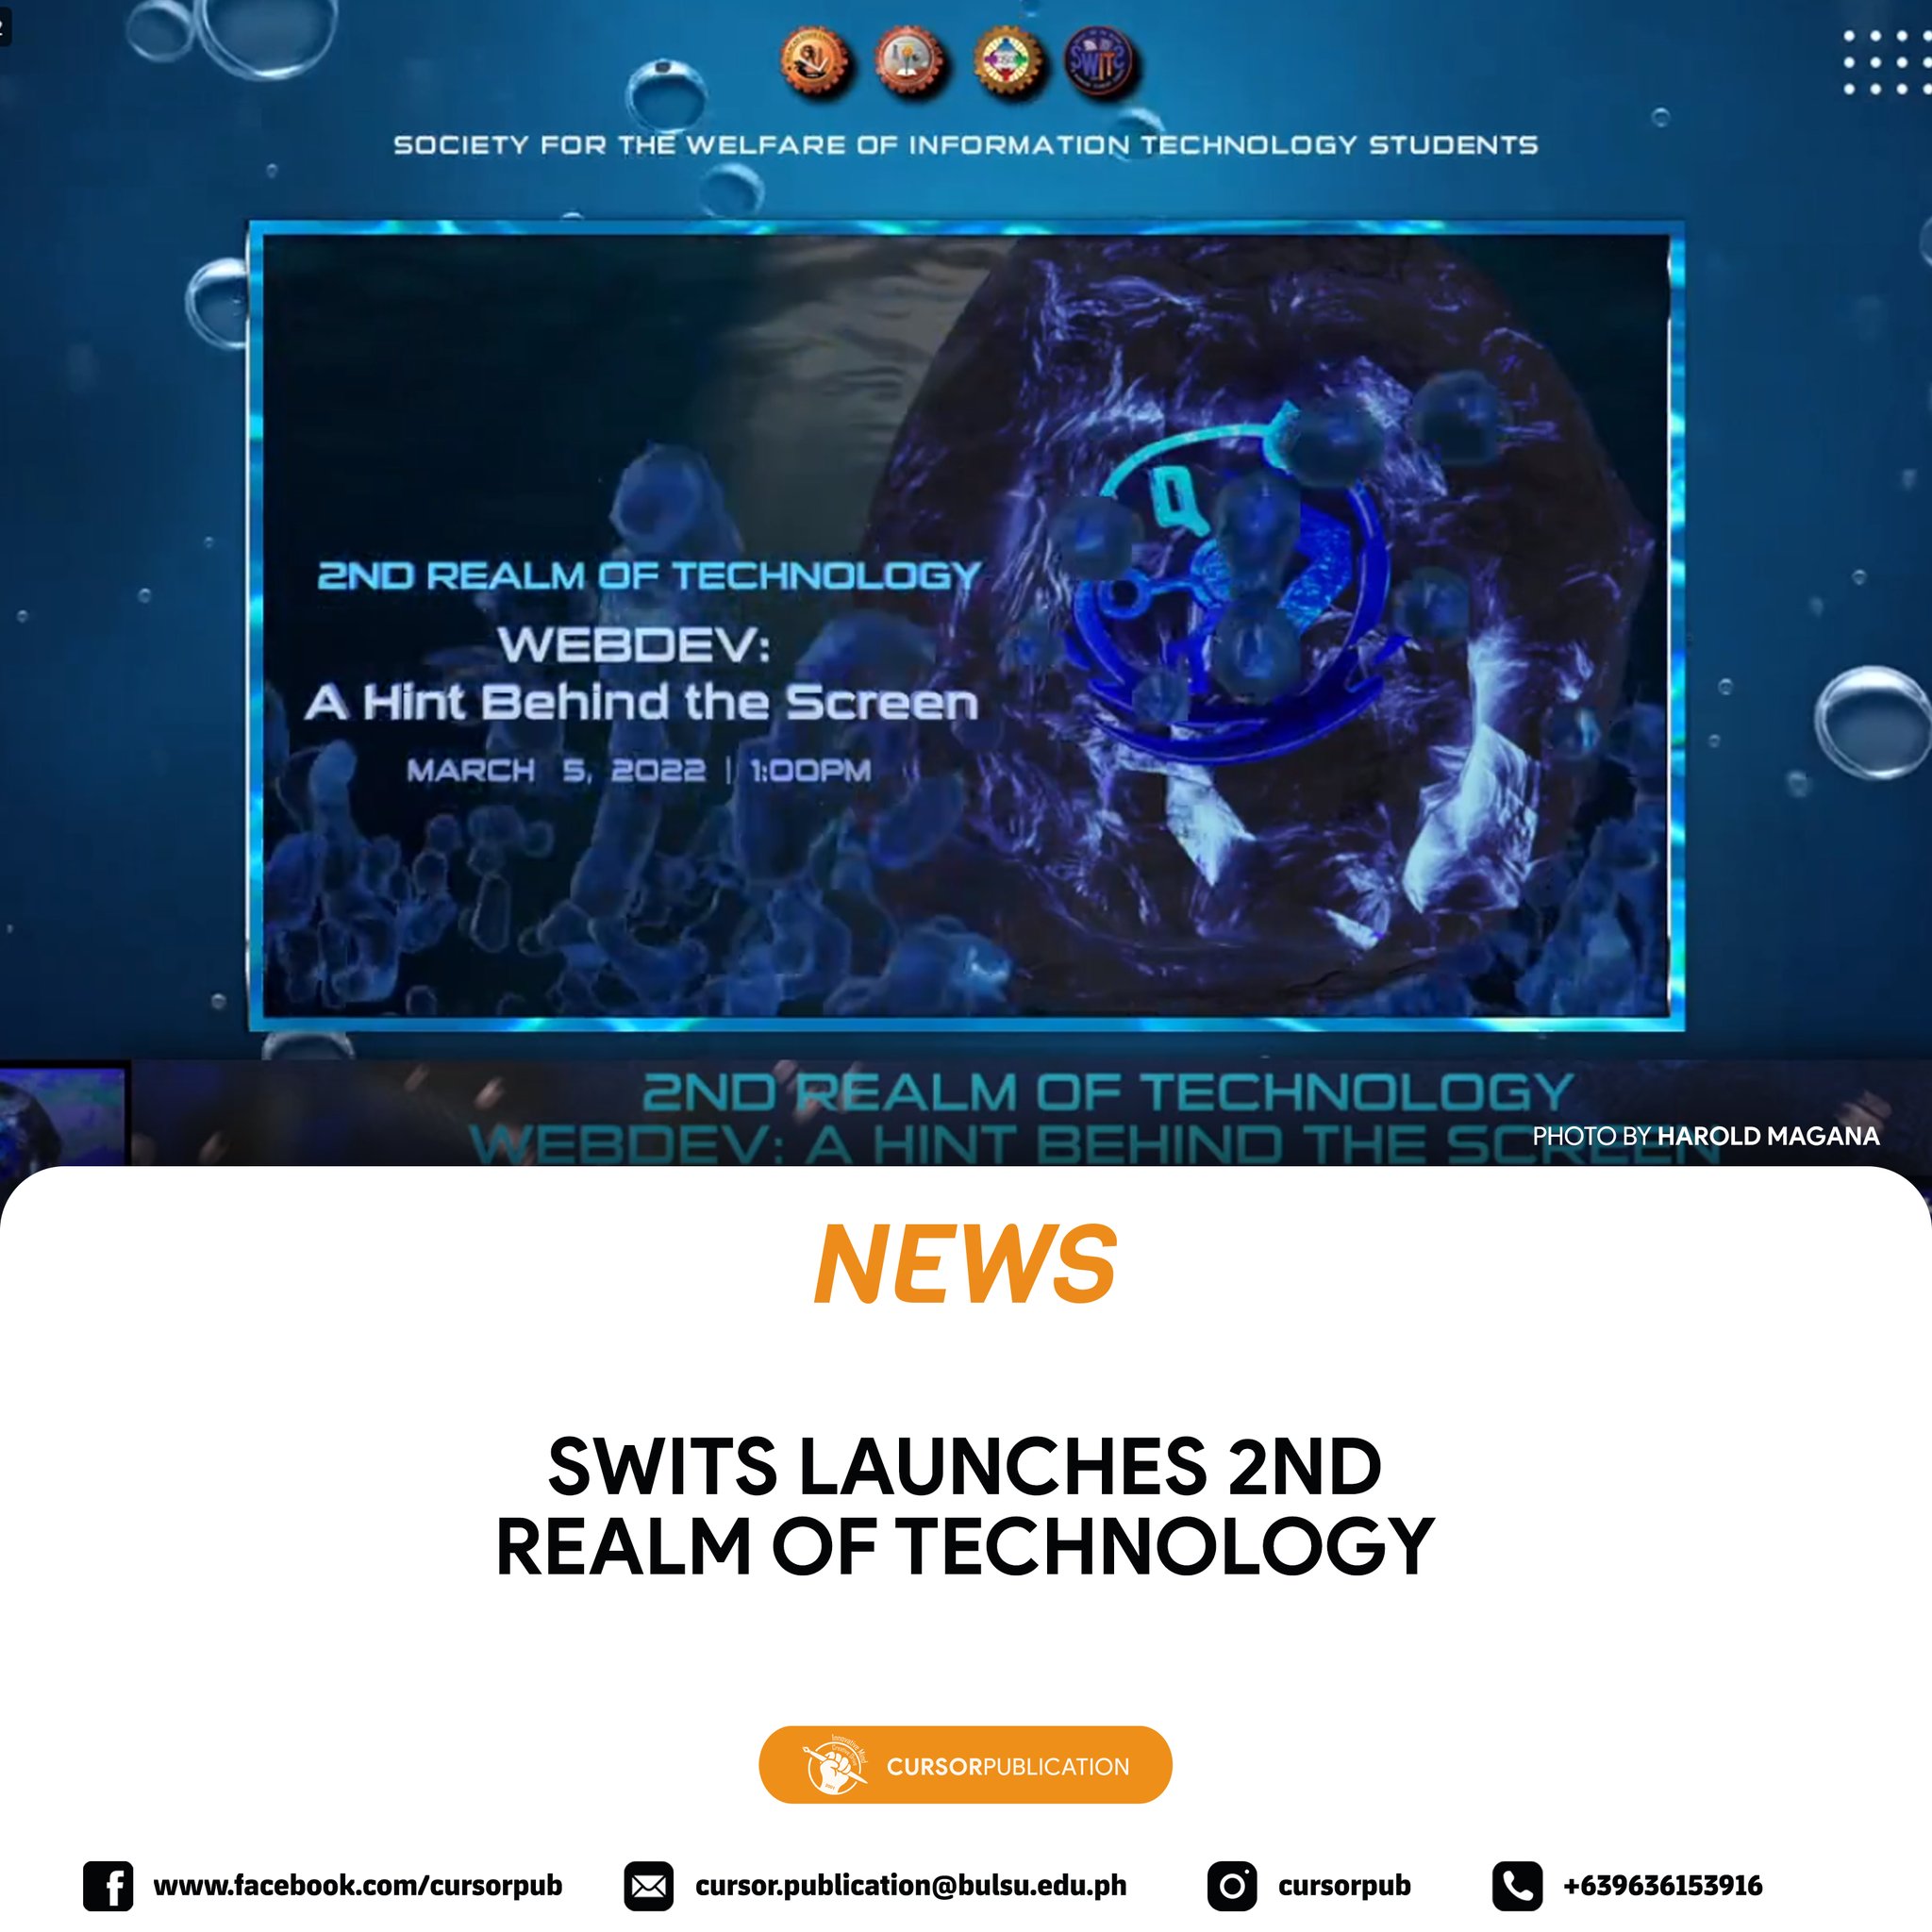 SWITS
SOCIETY FOR THE WELFARE OF INFORMATION TECHNOLOGY STUDENTS
2ND REALM OF TECHNOLOGY
WEBDEV:
A Hint Behind the Screen
MARCH 5, 2022 | 1:00PM
2ND REALM OF TECHNOLOGY
WEBDEV: A HINT BEHIND THE SCREEN
PHOTO BY HAROLD MAGANA
NEWS
SWITS LAUNCHES 2ND
REALM OF TECHNOLOGY
CURSORPUBLICATION
www.facebook.com/cursorpub
cursor.publication@bulsu.edu.ph
cursorpub
+639636153916